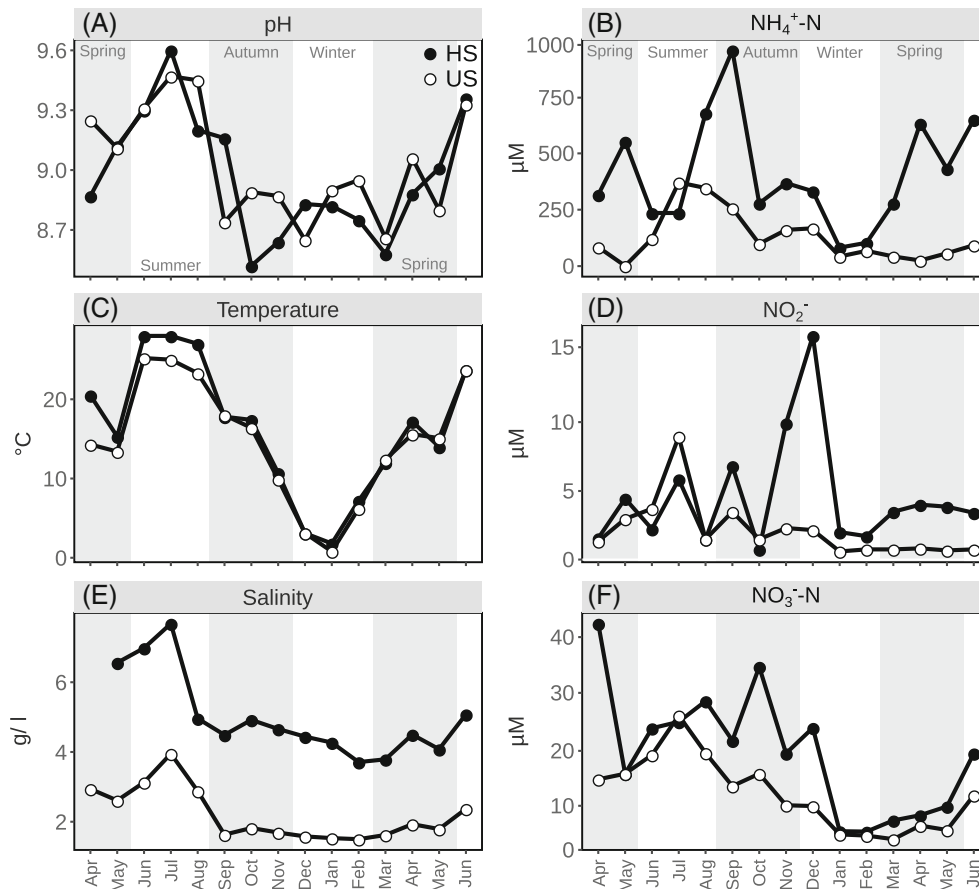 (A) pH
9.6
9.3
9.0
8.7
Spring Autumn Winter
Summer Spring
HS
US
(B) NH₄⁺-N
1000
750
500
250
0
µM
Spring Summer Autumn Winter Spring
(C) Temperature
20
10
0
°C
(D) NO₂⁻
15
10
5
0
µM
(E) Salinity
6
4
2
g/ l
Apr May Jun Jul Aug Sep Oct Nov Dec Jan Feb Mar Apr May Jun
(F) NO₃⁻-N
40
30
20
10
0
µM
Apr May Jun Jul Aug Sep Oct Nov Dec Jan Feb Mar Apr May Jun